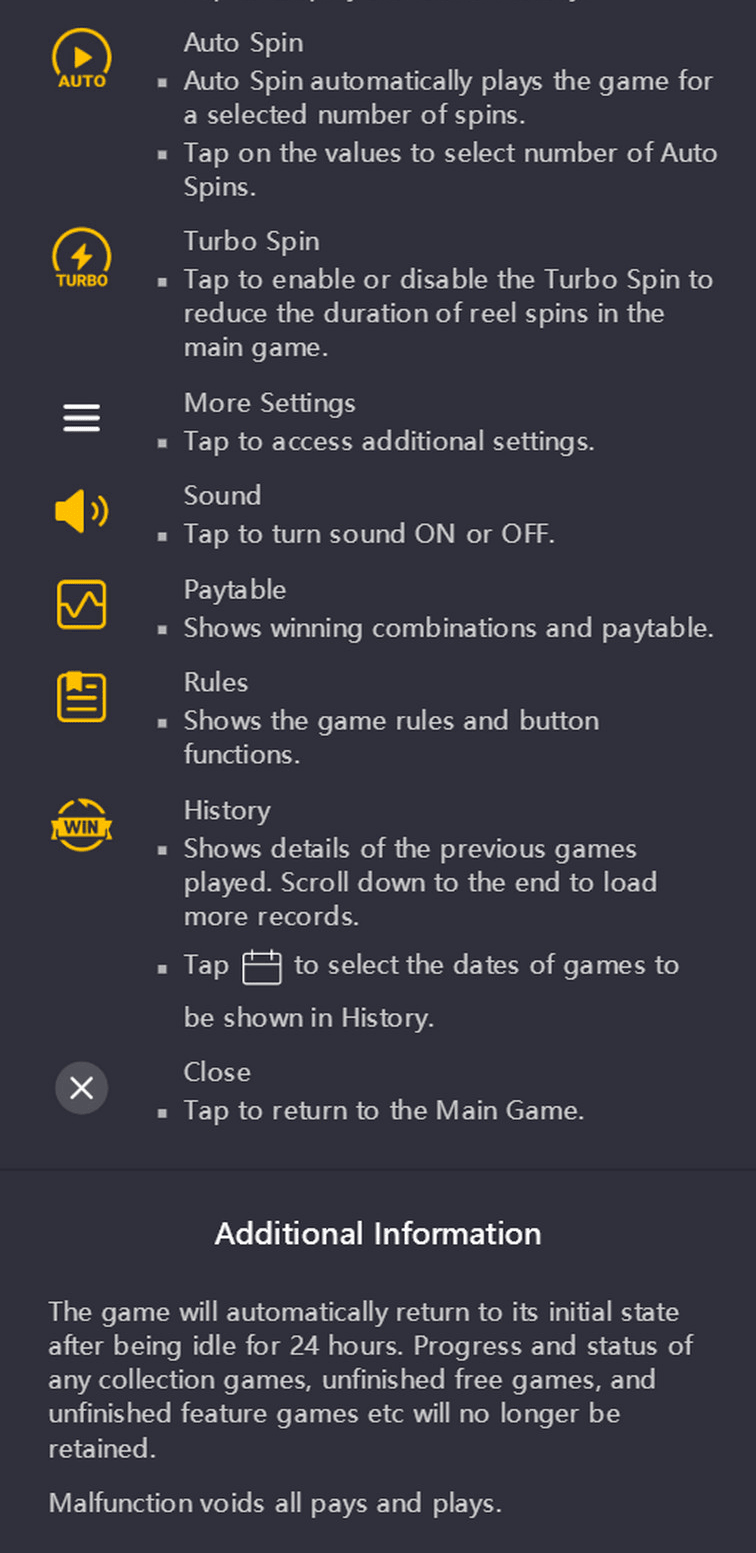 Auto Spin
AUTO
▪ Auto Spin automatically plays the game for
a selected number of spins.
▪ Tap on the values to select number of Auto
Spins.
Turbo Spin
TURBO
▪ Tap to enable or disable the Turbo Spin to
reduce the duration of reel spins in the
main game.
More Settings
▪ Tap to access additional settings.
Sound
▪ Tap to turn sound ON or OFF.
Paytable
▪ Shows winning combinations and paytable.
Rules
▪ Shows the game rules and button
functions.
History
WIN
▪ Shows details of the previous games
played. Scroll down to the end to load
more records.
▪ Tap to select the dates of games to
be shown in History.
Close
▪ Tap to return to the Main Game.
Additional Information
The game will automatically return to its initial state
after being idle for 24 hours. Progress and status of
any collection games, unfinished free games, and
unfinished feature games etc will no longer be
retained.
Malfunction voids all pays and plays.